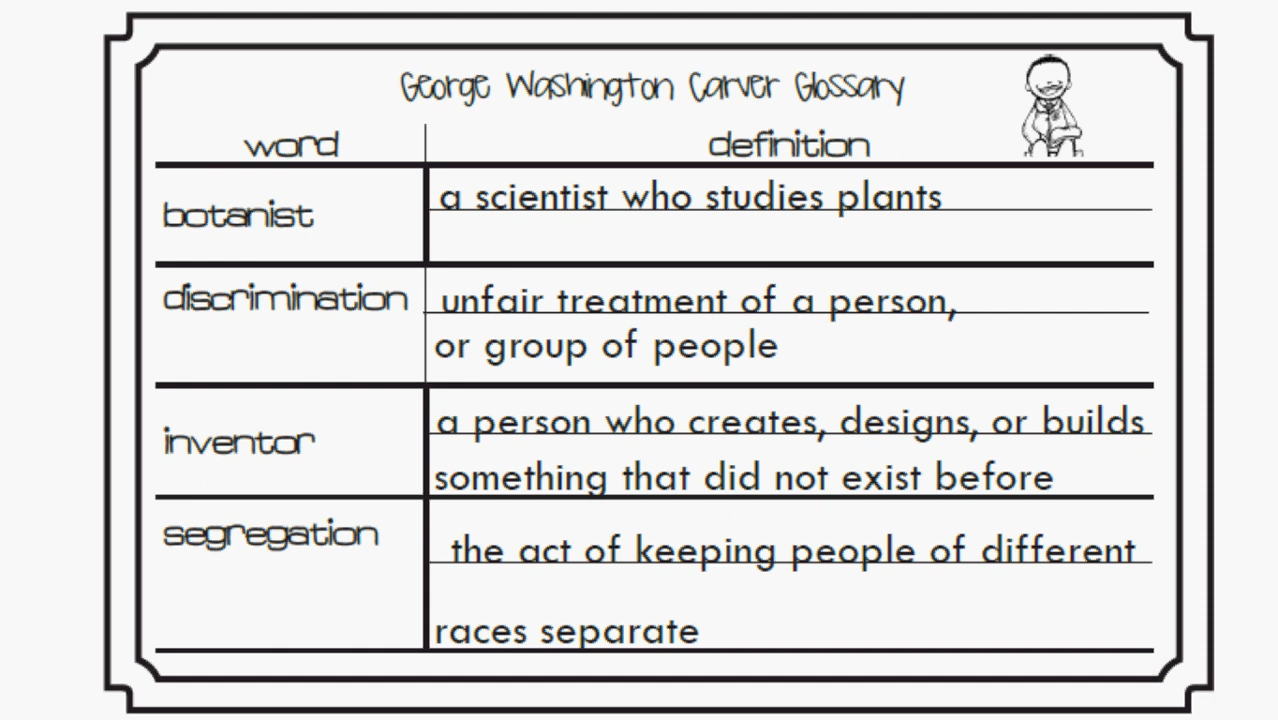 George Washington Carver Glossary
word definition
botanist a scientist who studies plants
discrimination unfair treatment of a person,
or group of people
inventor a person who creates, designs, or builds
something that did not exist before
segregation the act of keeping people of different
races separate